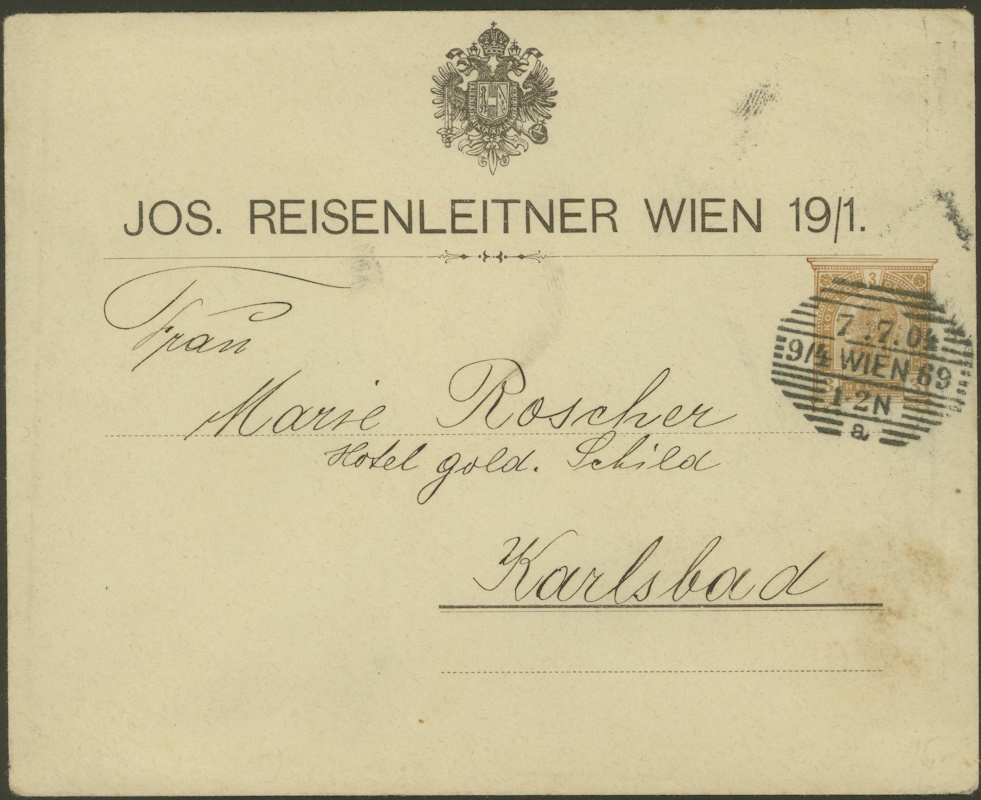 JOS. REISENLEITNER WIEN 19/1.
3
7. 7. 04
9/4 WIEN 69
1-2N
a
Frau
Marie Roscher
Hotel gold. Schild
Karlsbad